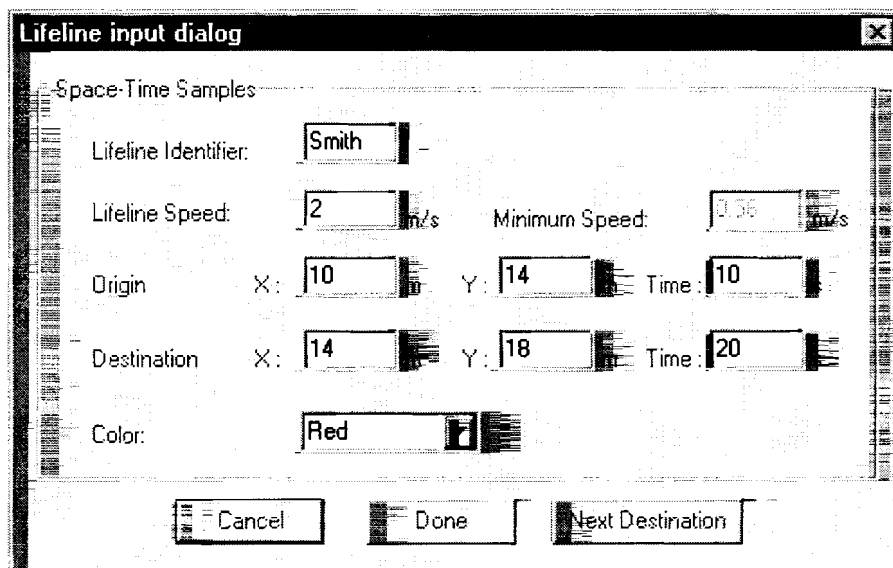 Lifeline input dialog
Space-Time Samples
Lifeline Identifier: Smith
Lifeline Speed: 2 m/s Minimum Speed: 0.56 m/s
Origin X: 10 Y: 14 Time: 10
Destination X: 14 Y: 18 Time: 20
Color: Red
Cancel Done Next Destination